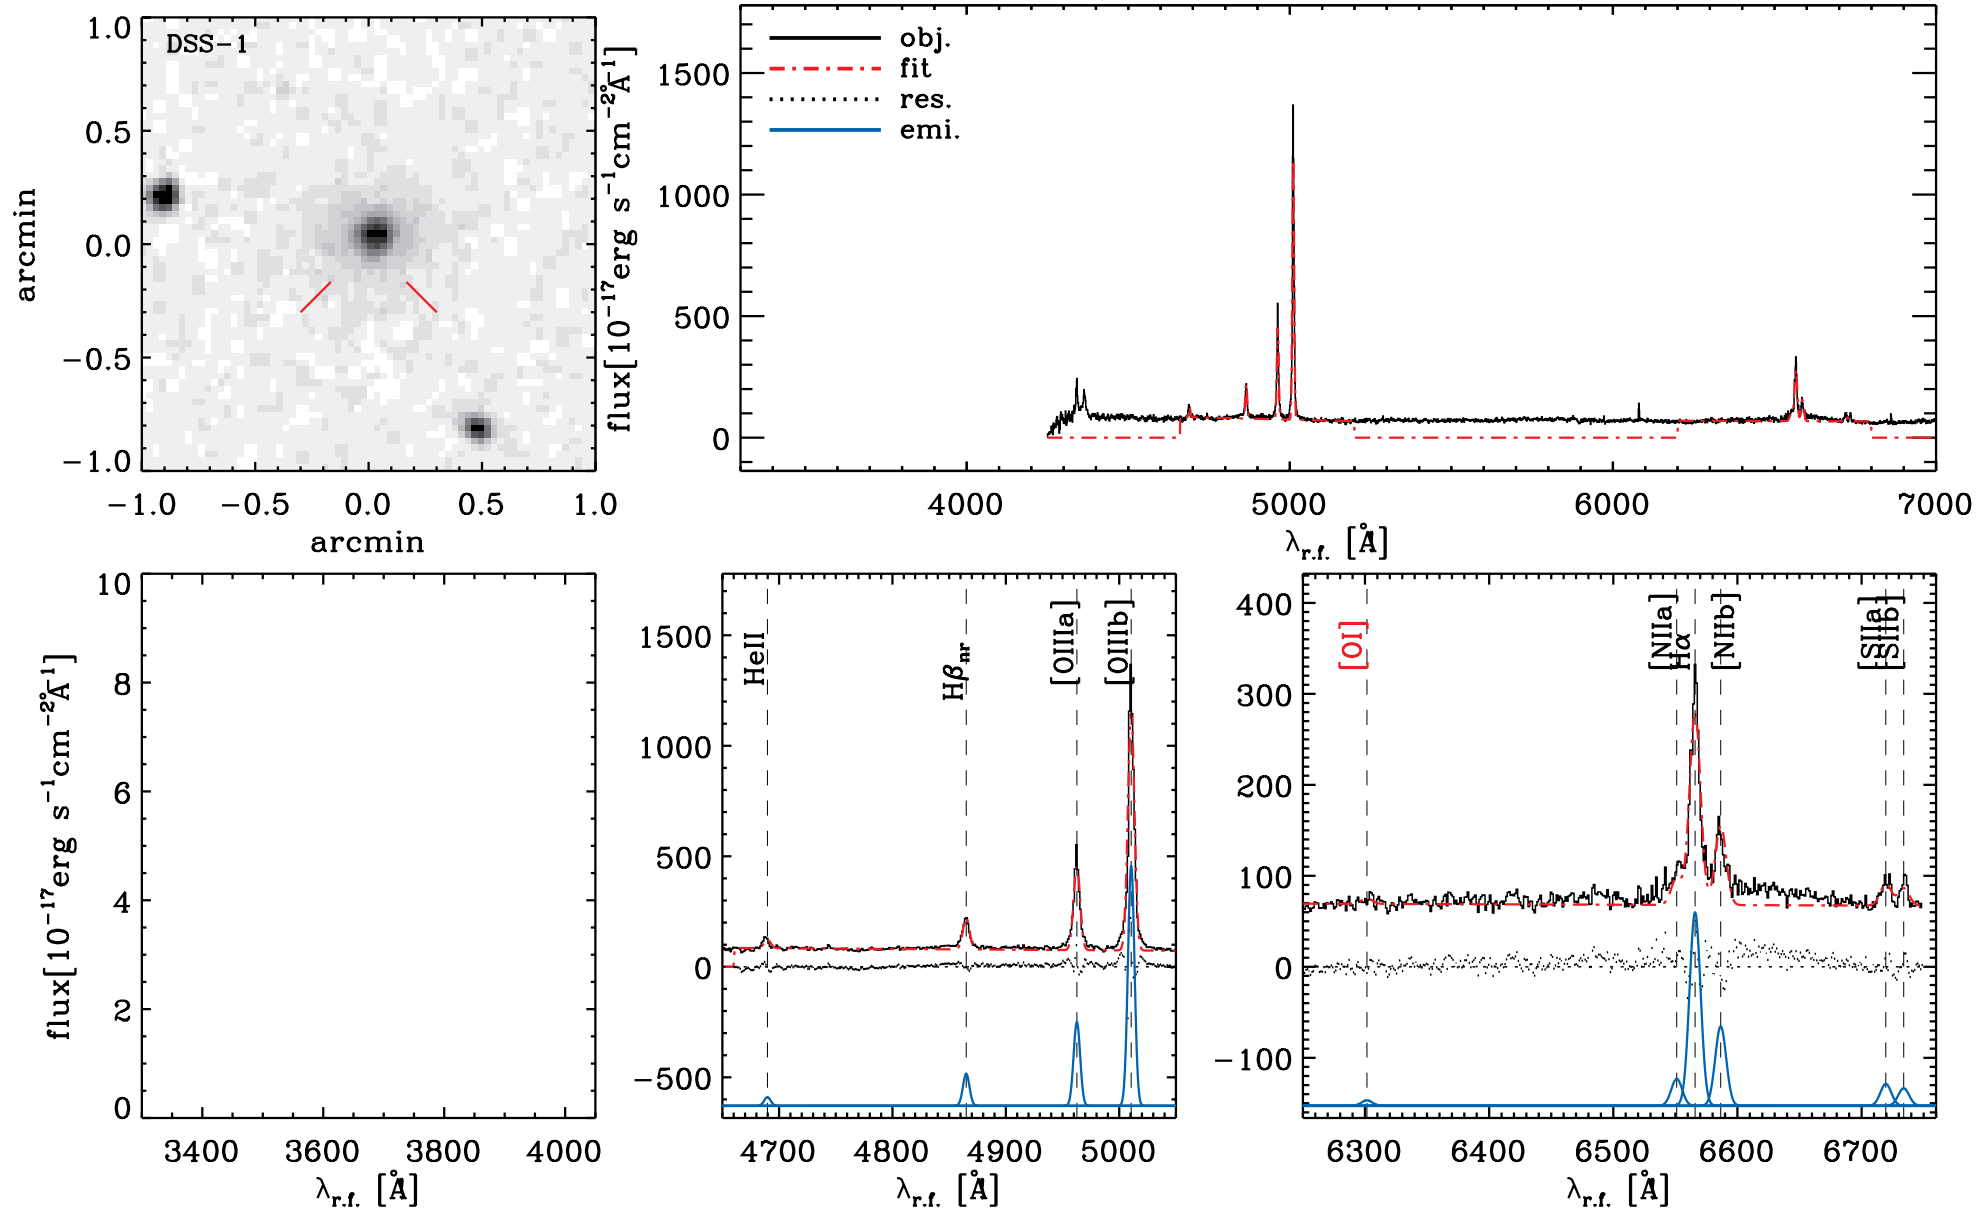 DSS-1
1.0
0.5
0.0
-0.5
-1.0
-1.0 -0.5 0.0 0.5 1.0
arcmin
arcmin
obj.
fit
res.
emi.
1500
1000
500
0
4000 5000 6000 7000
λr.f. [Å]
flux[10⁻¹⁷erg s⁻¹cm⁻²Å⁻¹]
10
8
6
4
2
0
3400 3600 3800 4000
λr.f. [Å]
flux[10⁻¹⁷erg s⁻¹cm⁻²Å⁻¹]
HeII
Hβnr
[OIIIa]
[OIIIb]
1500
1000
500
0
-500
4700 4800 4900 5000
λr.f. [Å]
[OI]
[NIIa]
Hα
[NIIb]
[SIIa]
[SIIb]
400
300
200
100
0
-100
6300 6400 6500 6600 6700
λr.f. [Å]